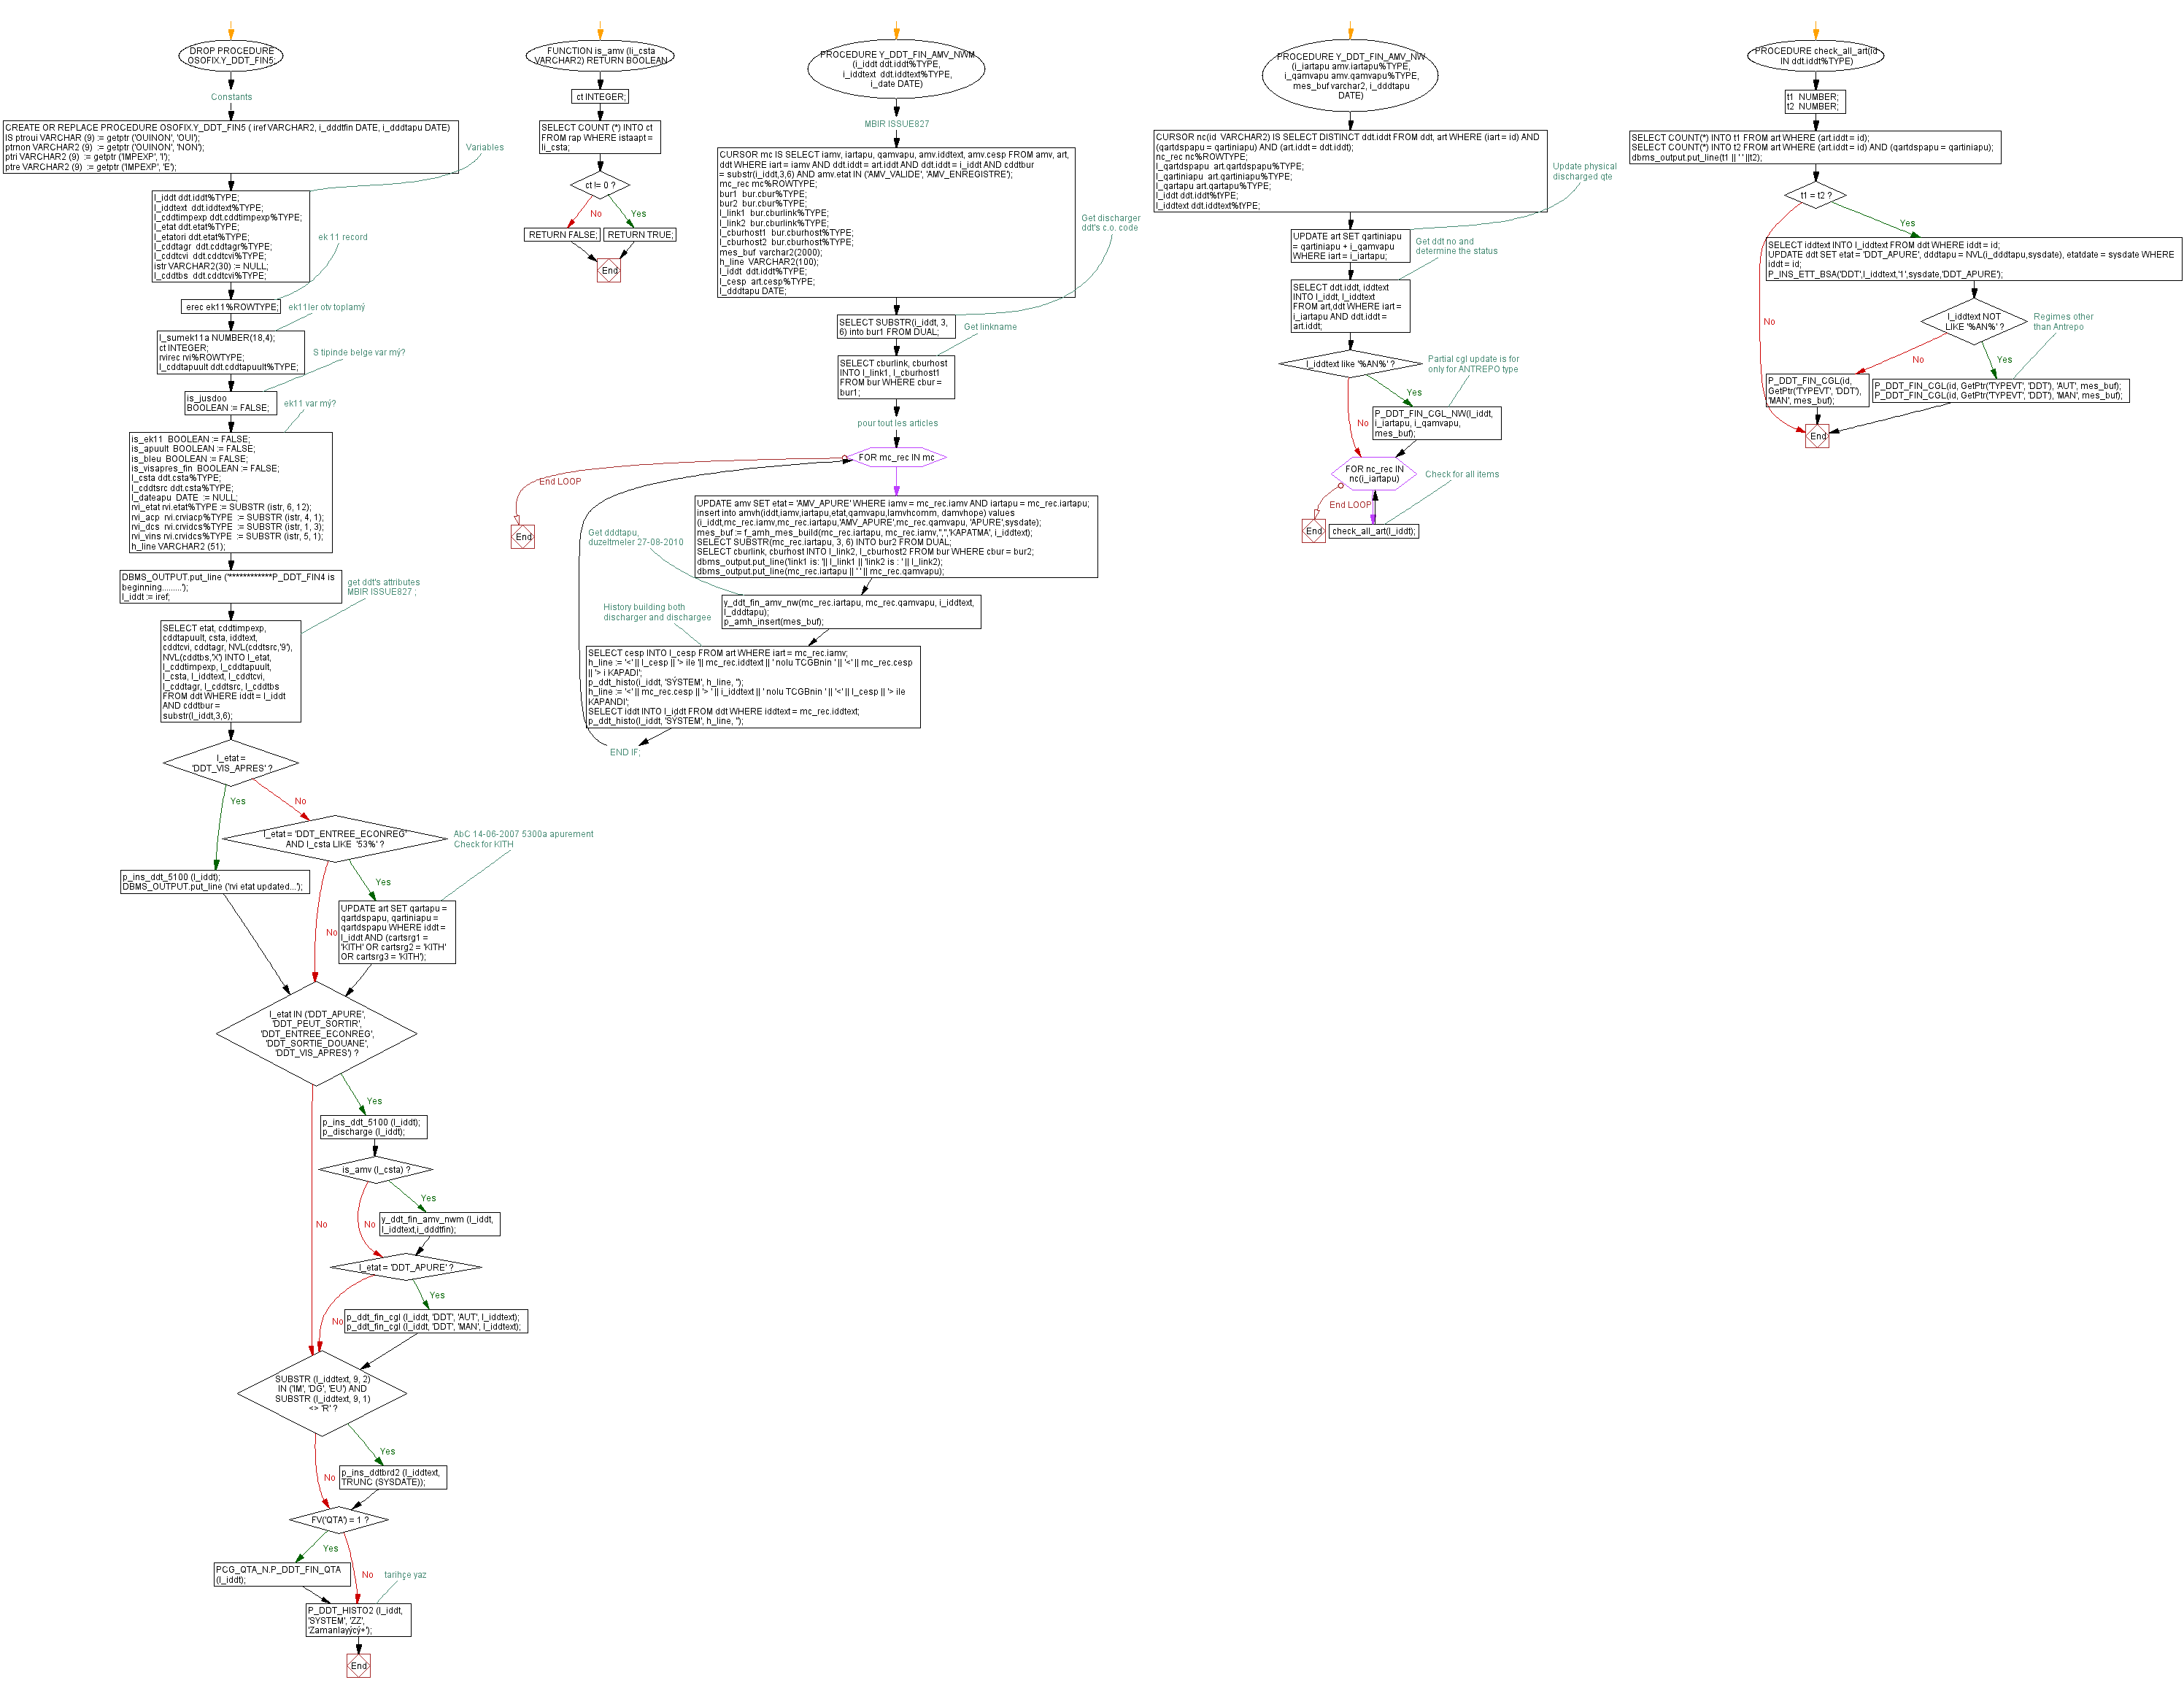 DROP PROCEDURE
OSOFIX.Y_DDT_FIN5;
Constants
CREATE OR REPLACE PROCEDURE OSOFIX.Y_DDT_FIN5 ( iref VARCHAR2, i_dddtfin DATE, i_dddtapu DATE)
IS ptroui VARCHAR (9) := getptr ('OUINON', 'OUI');
ptrnon VARCHAR2 (9) := getptr ('OUINON', 'NON');
ptri VARCHAR2 (9) := getptr ('IMPEXP', 'I');
ptre VARCHAR2 (9) := getptr ('IMPEXP', 'E');
Variables
l_iddt ddt.iddt%TYPE;
l_iddtext ddt.iddtext%TYPE;
l_cddtimpexp ddt.cddtimpexp%TYPE;
l_etat ddt.etat%TYPE;
l_etatori ddt.etat%TYPE;
l_cddtagr ddt.cddtagr%TYPE;
l_cddtcvi ddt.cddtcvi%TYPE;
istr VARCHAR2(30) := NULL;
l_cddtbs ddt.cddtcvi%TYPE;
ek 11 record
erec ek11%ROWTYPE;
ek11ler otv toplamý
l_sumek11a NUMBER(18,4);
ct INTEGER;
rvirec rvi%ROWTYPE;
l_cddtapuult ddt.cddtapuult%TYPE;
S tipinde belge var mý?
is_jusdoo
BOOLEAN := FALSE;
ek11 var mý?
is_ek11 BOOLEAN := FALSE;
is_apuult BOOLEAN := FALSE;
is_bleu BOOLEAN := FALSE;
is_visapres_fin BOOLEAN := FALSE;
l_csta ddt.csta%TYPE;
l_cddtsrc ddt.csta%TYPE;
l_dateapu DATE := NULL;
rvi_etat rvi.etat%TYPE := SUBSTR (istr, 6, 12);
rvi_acp rvi.crviacp%TYPE := SUBSTR (istr, 4, 1);
rvi_dcs rvi.crvidcs%TYPE := SUBSTR (istr, 1, 3);
rvi_vins rvi.crvidcs%TYPE := SUBSTR (istr, 5, 1);
h_line VARCHAR2 (51);
DBMS_OUTPUT.put_line ('************P_DDT_FIN4 is
beginning.........');
l_iddt := iref;
get ddt's attributes
MBIR ISSUE827 ;
SELECT etat, cddtimpexp,
cddtapuult, csta, iddtext,
cddtcvi, cddtagr, NVL(cddtsrc,'9'),
NVL(cddtbs,'X') INTO l_etat,
l_cddtimpexp, l_cddtapuult,
l_csta, l_iddtext, l_cddtcvi,
l_cddtagr, l_cddtsrc, l_cddtbs
FROM ddt WHERE iddt = l_iddt
AND cddtbur =
substr(l_iddt,3,6);
l_etat =
'DDT_VIS_APRES' ?
Yes
No
l_etat = 'DDT_ENTREE_ECONREG'
AND l_csta LIKE '53%' ?
AbC 14-06-2007 5300a apurement
Check for KITH
p_ins_ddt_5100 (l_iddt);
DBMS_OUTPUT.put_line ('rvi etat updated...');
Yes
No
UPDATE art SET qartapu =
qartdspapu, qartiniapu =
qartdspapu WHERE iddt =
l_iddt AND (cartsrg1 =
'KITH' OR cartsrg2 = 'KITH'
OR cartsrg3 = 'KITH');
l_etat IN ('DDT_APURE',
'DDT_PEUT_SORTIR',
'DDT_ENTREE_ECONREG',
'DDT_SORTIE_DOUANE',
'DDT_VIS_APRES') ?
Yes
p_ins_ddt_5100 (l_iddt);
p_discharge (l_iddt);
is_amv (l_csta) ?
Yes
No
No
y_ddt_fin_amv_nwm (l_iddt,
l_iddtext,i_dddtfin);
l_etat = 'DDT_APURE' ?
Yes
No
p_ddt_fin_cgl (l_iddt, 'DDT', 'AUT', l_iddtext);
p_ddt_fin_cgl (l_iddt, 'DDT', 'MAN', l_iddtext);
SUBSTR (l_iddtext, 9, 2)
IN ('IM', 'DG', 'EU') AND
SUBSTR (l_iddtext, 9, 1)
<> 'R' ?
Yes
No
p_ins_ddtbrd2 (l_iddtext,
TRUNC (SYSDATE));
FV('QTA') = 1 ?
Yes
No
PCG_QTA_N.P_DDT_FIN_QTA
(l_iddt);
tarihçe yaz
P_DDT_HISTO2 (l_iddt,
'SYSTEM', 'ZZ',
'Zamanlayýcý+');
End
FUNCTION is_amv (li_csta
VARCHAR2) RETURN BOOLEAN
ct INTEGER;
SELECT COUNT (*) INTO ct
FROM rap WHERE istaapt =
li_csta;
ct != 0 ?
No
Yes
RETURN FALSE;
RETURN TRUE;
End
PROCEDURE Y_DDT_FIN_AMV_NWM
(i_iddt ddt.iddt%TYPE,
i_iddtext ddt.iddtext%TYPE,
i_date DATE)
MBIR ISSUE827
CURSOR mc IS SELECT iamv, iartapu, qamvapu, amv.iddtext, amv.cesp FROM amv, art,
ddt WHERE iart = iamv AND ddt.iddt = art.iddt AND ddt.iddt = i_iddt AND cddtbur
= substr(i_iddt,3,6) AND amv.etat IN ('AMV_VALIDE', 'AMV_ENREGISTRE');
mc_rec mc%ROWTYPE;
bur1 bur.cbur%TYPE;
bur2 bur.cbur%TYPE;
l_link1 bur.cburlink%TYPE;
l_link2 bur.cburlink%TYPE;
l_cburhost1 bur.cburhost%TYPE;
l_cburhost2 bur.cburhost%TYPE;
mes_buf varchar2(2000);
h_line VARCHAR2(100);
l_iddt ddt.iddt%TYPE;
l_cesp art.cesp%TYPE;
l_dddtapu DATE;
Get discharger
ddt's c.o. code
SELECT SUBSTR(i_iddt, 3,
6) into bur1 FROM DUAL;
Get linkname
SELECT cburlink, cburhost
INTO l_link1, l_cburhost1
FROM bur WHERE cbur =
bur1;
pour tout les articles
FOR mc_rec IN mc
End LOOP
End
UPDATE amv SET etat = 'AMV_APURE' WHERE iamv = mc_rec.iamv AND iartapu = mc_rec.iartapu;
insert into amvh(iddt,iamv,iartapu,etat,qamvapu,lamvhcomm, damvhope) values
(i_iddt,mc_rec.iamv,mc_rec.iartapu,'AMV_APURE',mc_rec.qamvapu, 'APURE',sysdate);
mes_buf := f_amh_mes_build(mc_rec.iartapu, mc_rec.iamv,'','','KAPATMA', i_iddtext);
SELECT SUBSTR(mc_rec.iartapu, 3, 6) INTO bur2 FROM DUAL;
SELECT cburlink, cburhost INTO l_link2, l_cburhost2 FROM bur WHERE cbur = bur2;
dbms_output.put_line('link1 is: '|| l_link1 || 'link2 is : ' || l_link2);
dbms_output.put_line(mc_rec.iartapu || ' ' || mc_rec.qamvapu);
Get dddtapu,
duzeltmeler 27-08-2010
y_ddt_fin_amv_nw(mc_rec.iartapu, mc_rec.qamvapu, i_iddtext,
l_dddtapu);
p_amh_insert(mes_buf);
History building both
discharger and dischargee
SELECT cesp INTO l_cesp FROM art WHERE iart = mc_rec.iamv;
h_line := '<' || l_cesp || '> ile '|| mc_rec.iddtext || ' nolu TCGBnin ' || '<' || mc_rec.cesp
|| '> i KAPADI';
p_ddt_histo(i_iddt, 'SÝSTEM', h_line, '');
h_line := '<' || mc_rec.cesp || '> ' || i_iddtext || ' nolu TCGBnin ' || '<' || l_cesp || '> ile
KAPANDI';
SELECT iddt INTO l_iddt FROM ddt WHERE iddtext = mc_rec.iddtext;
p_ddt_histo(l_iddt, 'SÝSTEM', h_line, '');
END IF;
PROCEDURE Y_DDT_FIN_AMV_NW
(i_iartapu amv.iartapu%TYPE,
i_qamvapu amv.qamvapu%TYPE,
mes_buf varchar2, i_dddtapu
DATE)
CURSOR nc(id VARCHAR2) IS SELECT DISTINCT ddt.iddt FROM ddt, art WHERE (iart = id) AND
(qartdspapu = qartiniapu) AND (art.iddt = ddt.iddt);
nc_rec nc%ROWTYPE;
l_qartdspapu art.qartdspapu%TYPE;
l_qartiniapu art.qartiniapu%TYPE;
l_qartapu art.qartapu%TYPE;
l_iddt ddt.iddt%tYPE;
l_iddtext ddt.iddtext%tYPE;
Update physical
discharged qte
UPDATE art SET qartiniapu
= qartiniapu + i_qamvapu
WHERE iart = i_iartapu;
Get ddt no and
determine the status
SELECT ddt.iddt, iddtext
INTO l_iddt, l_iddtext
FROM art,ddt WHERE iart =
i_iartapu AND ddt.iddt =
art.iddt;
l_iddtext like '%AN%' ?
Partial cgl update is for
only for ANTREPO type
Yes
No
P_DDT_FIN_CGL_NW(l_iddt,
i_iartapu, i_qamvapu,
mes_buf);
FOR nc_rec IN
nc(i_iartapu)
Check for all items
End LOOP
End
check_all_art(l_iddt);
PROCEDURE check_all_art(id
IN ddt.iddt%TYPE)
t1 NUMBER;
t2 NUMBER;
SELECT COUNT(*) INTO t1 FROM art WHERE (art.iddt = id);
SELECT COUNT(*) INTO t2 FROM art WHERE (art.iddt = id) AND (qartdspapu = qartiniapu);
dbms_output.put_line(t1 || ' ' ||t2);
t1 = t2 ?
Yes
No
SELECT iddtext INTO l_iddtext FROM ddt WHERE iddt = id;
UPDATE ddt SET etat = 'DDT_APURE', dddtapu = NVL(i_dddtapu,sysdate), etatdate = sysdate WHERE
iddt = id;
P_INS_ETT_BSA('DDT',l_iddtext,'1',sysdate,'DDT_APURE');
l_iddtext NOT
LIKE '%AN%' ?
Regimes other
than Antrepo
No
Yes
P_DDT_FIN_CGL(id,
GetPtr('TYPEVT', 'DDT'),
'MAN', mes_buf);
P_DDT_FIN_CGL(id, GetPtr('TYPEVT', 'DDT'), 'AUT', mes_buf);
P_DDT_FIN_CGL(id, GetPtr('TYPEVT', 'DDT'), 'MAN', mes_buf);
End